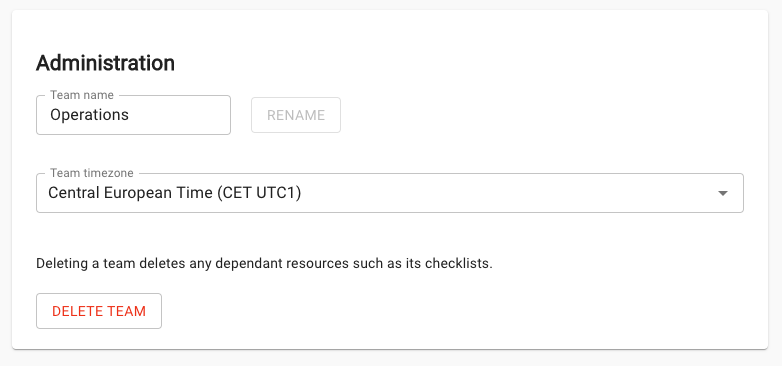 Administration
Team name
Operations
RENAME
Team timezone
Central European Time (CET UTC1)
Deleting a team deletes any dependant resources such as its checklists.
DELETE TEAM